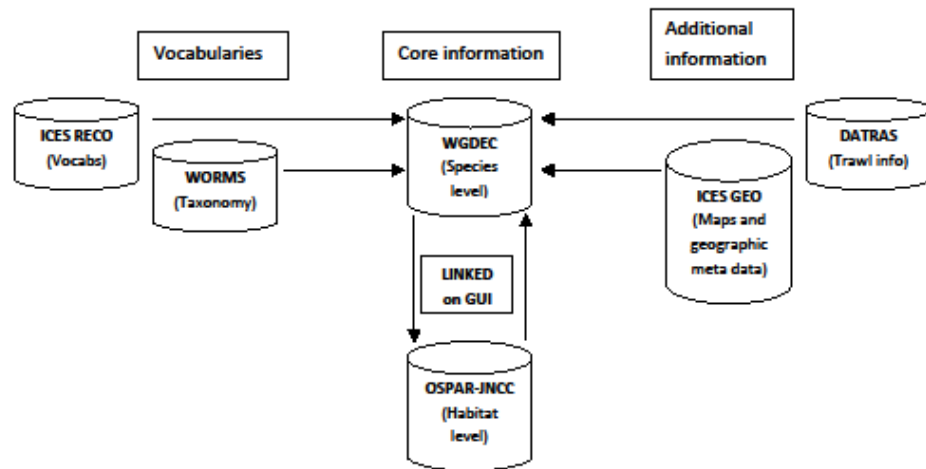 Vocabularies
Core information
Additional
information
ICES RECO
(Vocabs)
WORMS
(Taxonomy)
WGDEC
(Species
level)
DATRAS
(Trawl info)
ICES GEO
(Maps and
geographic
meta data)
LINKED
on GUI
OSPAR-JNCC
(Habitat
level)